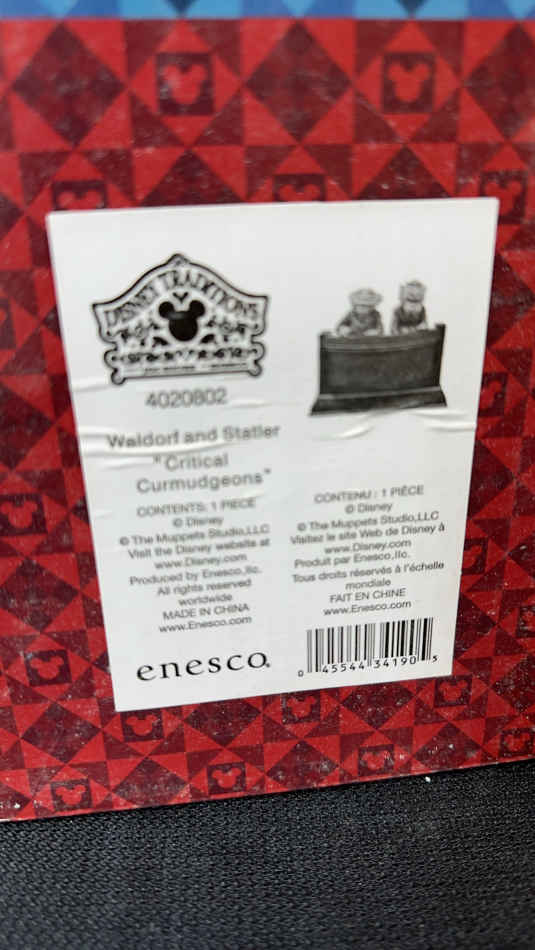 DISNEY TRADITIONS
4020802
Waldorf and Statler
"Critical
Curmudgeons"
CONTENTS: 1 PIECE
© Disney
© The Muppets Studio,LLC
Visit the Disney website at
www.Disney.com
Produced by Enesco,llc.
All rights reserved
worldwide
MADE IN CHINA
www.Enesco.com
enesco.
CONTENU : 1 PIÈCE
© Disney
© The Muppets Studio,LLC
Visitez le site Web de Disney à
www.Disney.com
Produit par Enesco,llc.
Tous droits réservés à l'échelle
mondiale
FAIT EN CHINE
www.Enesco.com
0 45544 34190 5